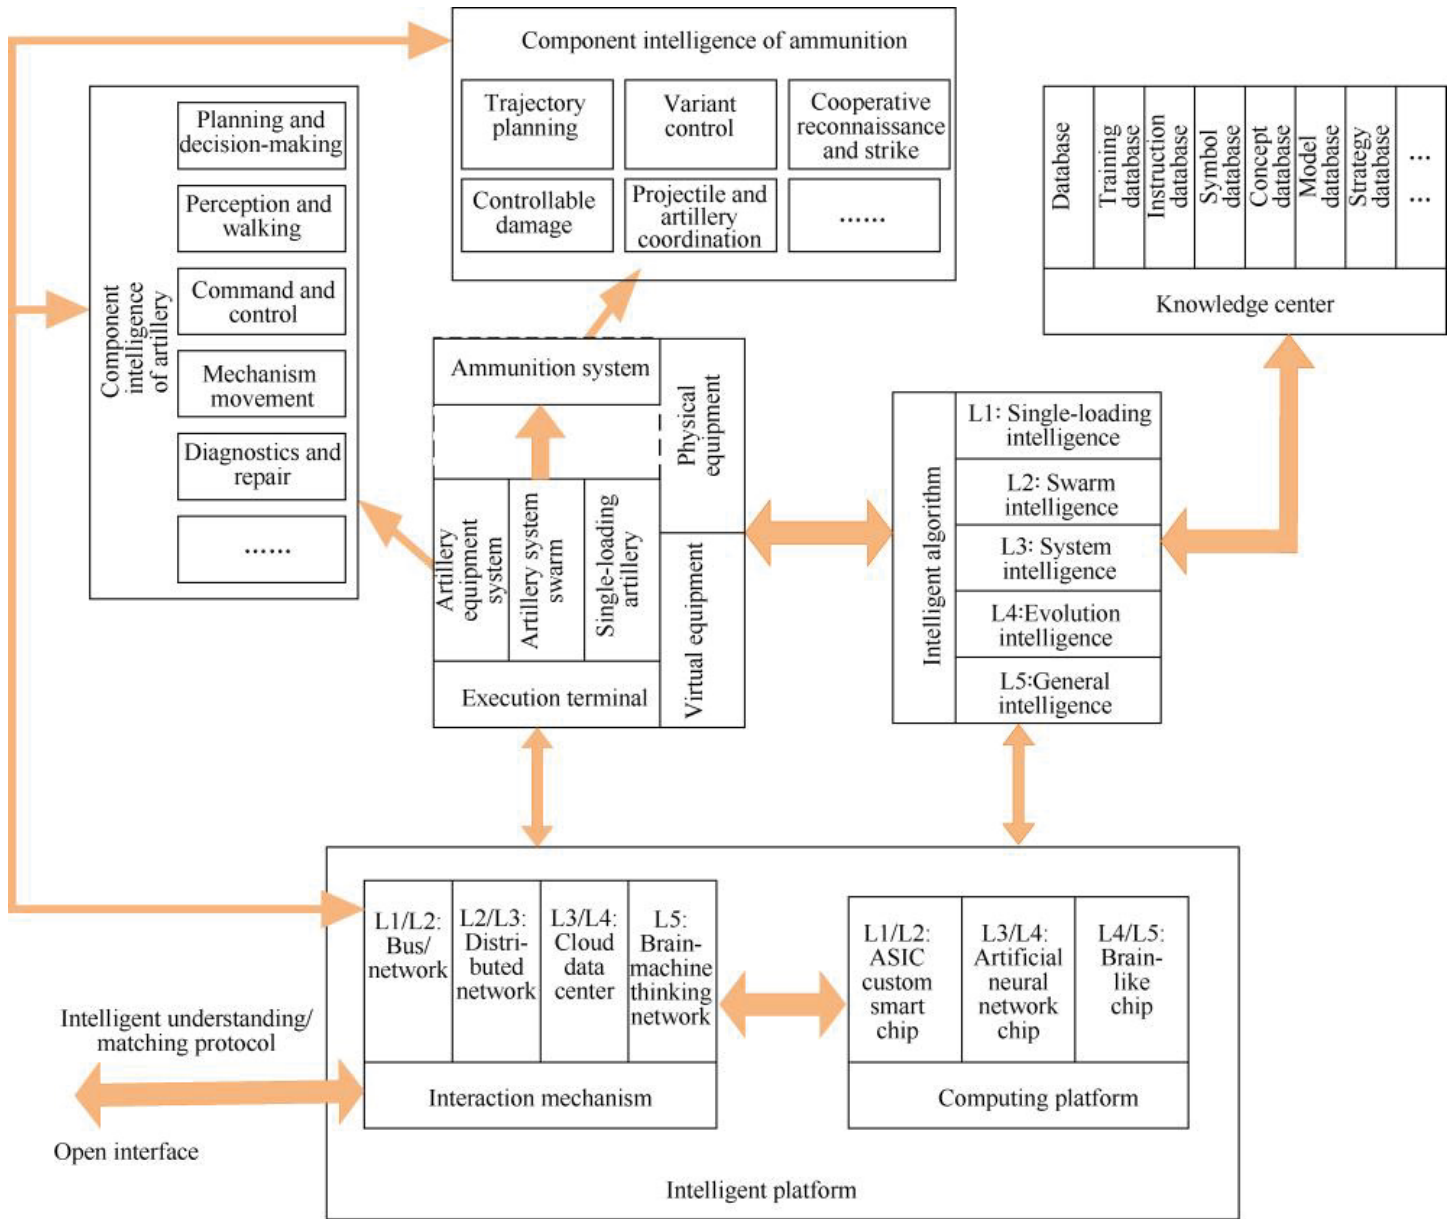 Component intelligence of ammunition
Trajectory
planning
Variant
control
Cooperative
reconnaissance
and strike
Controllable
damage
Projectile and
artillery
coordination
......
Planning and
decision-making
Perception and
walking
Command and
control
Mechanism
movement
Diagnostics and
repair
......
Component
intelligence
of artillery
Database
Training
database
Instruction
database
Symbol
database
Concept
database
Model
database
Strategy
database
...
...
Knowledge center
Ammunition system
Physical
equipment
Artillery
equipment
system
Artillery system
swarm
Single-loading
artillery
Virtual equipment
Execution terminal
Intelligent algorithm
L1: Single-loading
intelligence
L2: Swarm
intelligence
L3: System
intelligence
L4:Evolution
intelligence
L5:General
intelligence
L1/L2:
Bus/
network
L2/L3:
Distri-
buted
network
L3/L4:
Cloud
data
center
L5:
Brain-
machine
thinking
network
Interaction mechanism
L1/L2:
ASIC
custom
smart
chip
L3/L4:
Artificial
neural
network
chip
L4/L5:
Brain-
like
chip
Computing platform
Intelligent understanding/
matching protocol
Open interface
Intelligent platform